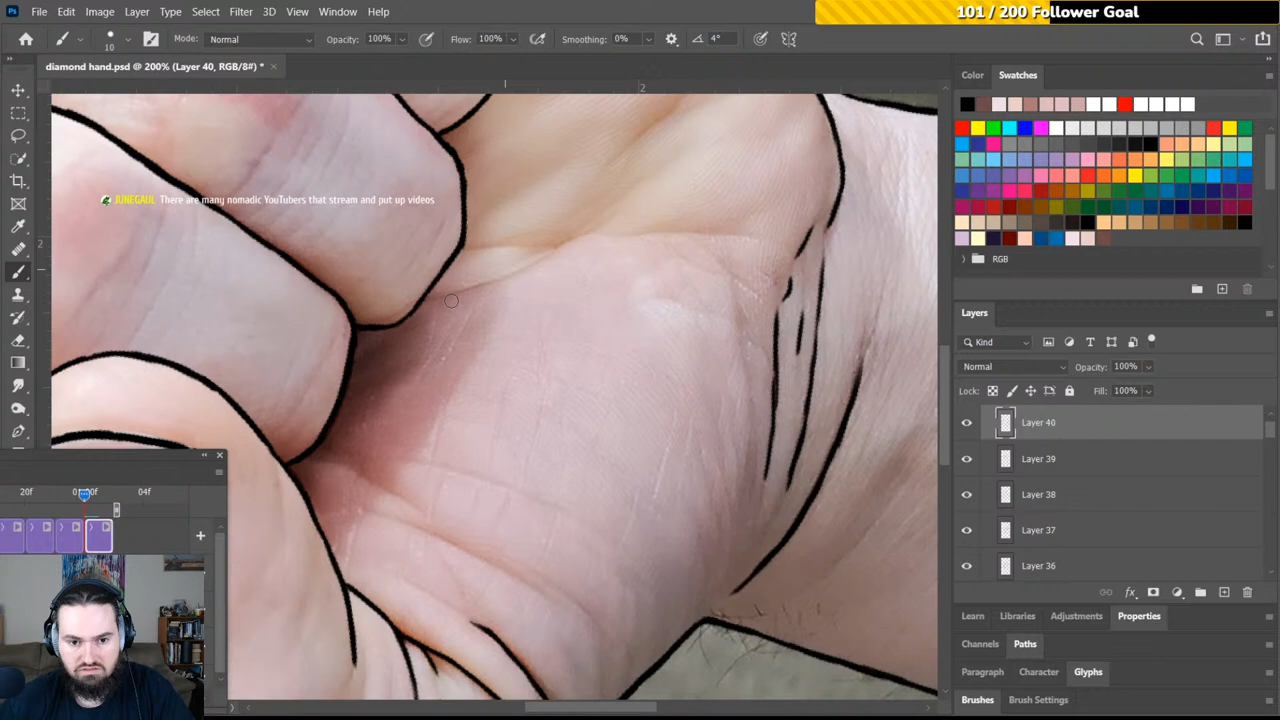 Ps File Edit Image Layer Type Select Filter 3D View Window Help
101 / 200 Follower Goal
10 Mode: Normal Opacity: 100% Flow: 100% Smoothing: 0% 4°
diamond hand.psd @ 200% (Layer 40, RGB/8#) *
Color Swatches
2
2
JUNEGAUL There are many nomadic YouTubers that stream and put up videos
RGB
Layers
Kind
Normal Opacity: 100%
Lock: Fill: 100%
Layer 40
Layer 39
Layer 38
Layer 37
Layer 36
20f 04f
Learn Libraries Adjustments Properties
Channels Paths
Paragraph Character Glyphs
Brushes Brush Settings